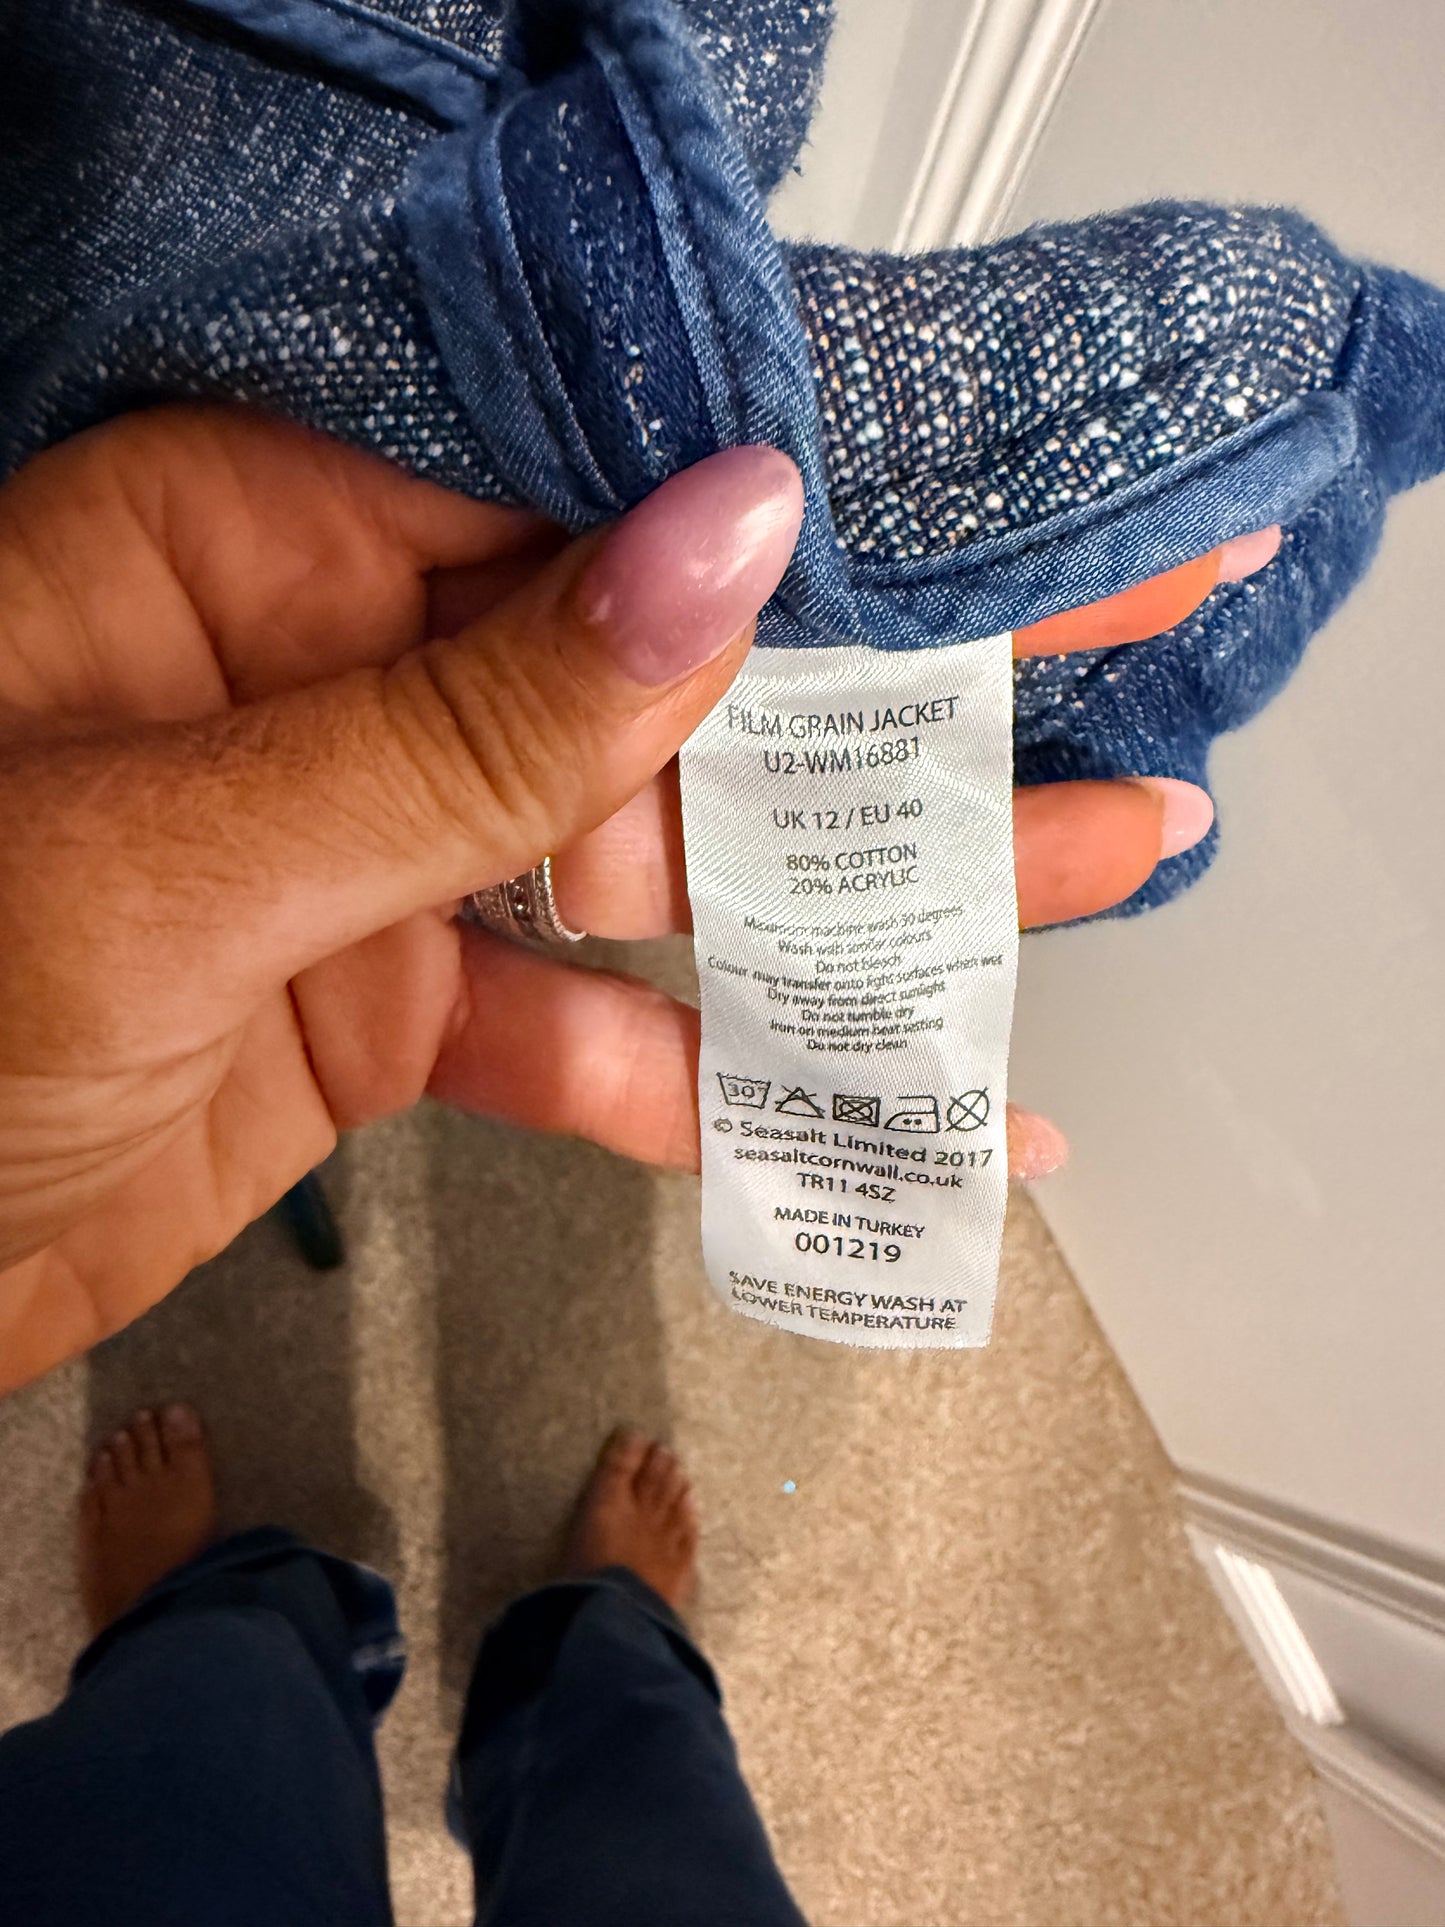 FILM GRAIN JACKET
U2-WM16881
UK 12 / EU 40
80% COTTON
20% ACRYLIC
Maximum machine wash 30 degrees
Wash with similar colours
Do not bleach
Colour may transfer onto light surfaces when wet
Dry away from direct sunlight
Do not tumble dry
Iron on medium heat setting
Do not dry clean
30°
© Seasalt Limited 2017
seasaltcornwall.co.uk
TR11 4SZ
MADE IN TURKEY
001219
SAVE ENERGY WASH AT
LOWER TEMPERATURE